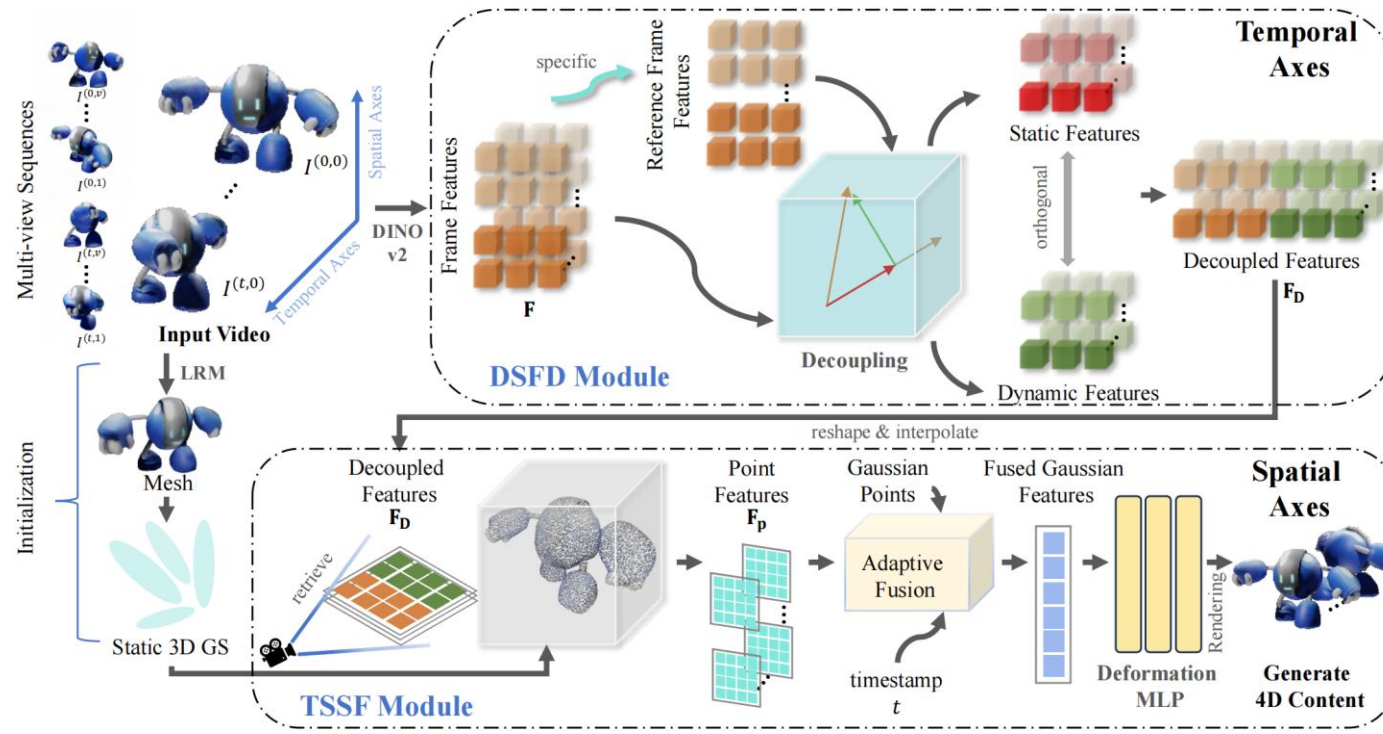 Multi-view Sequences
I^(0,v)
I^(0,1)
I^(t,v)
I^(t,1)
I^(0,0)
I^(t,0)
Spatial Axes
Temporal Axes
Input Video
DINO
v2
LRM
Initialization
Mesh
Static 3D GS
Temporal
Axes
specific
Frame Features
F
Reference Frame
Features
Decoupling
DSFD Module
Static Features
orthogonal
Dynamic Features
Decoupled Features
F_D
reshape & interpolate
Spatial
Axes
Decoupled
Features
F_D
retrieve
TSSF Module
Point
Features
F_p
Gaussian
Points
Adaptive
Fusion
timestamp
t
Fused Gaussian
Features
Deformation
MLP
Rendering
Generate
4D Content